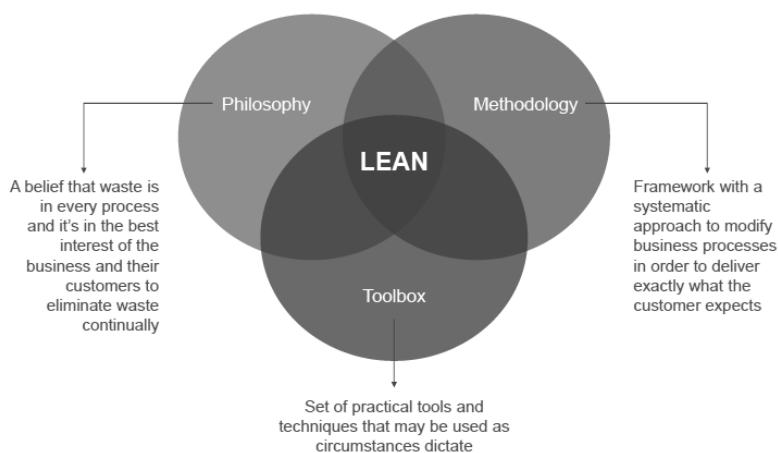 Philosophy
Methodology
LEAN
Toolbox
A belief that waste is
in every process
and it's in the best
interest of the
business and their
customers to
eliminate waste
continually
Framework with a
systematic
approach to modify
business processes
in order to deliver
exactly what the
customer expects
Set of practical tools and
techniques that may be used as
circumstances dictate